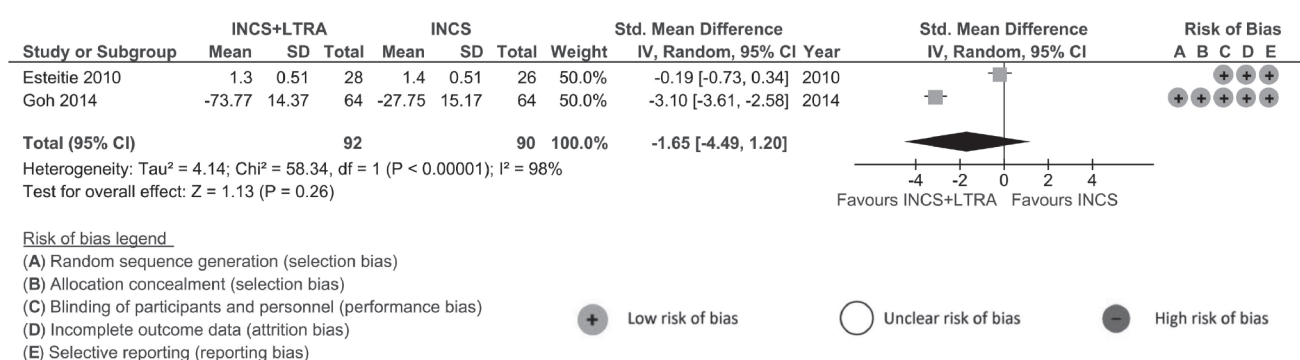 INCS+LTRA INCS Std. Mean Difference Std. Mean Difference Risk of Bias
Study or Subgroup Mean SD Total Mean SD Total Weight IV, Random, 95% CI Year IV, Random, 95% CI A B C D E
Esteitie 2010 1.3 0.51 28 1.4 0.51 26 50.0% -0.19 [-0.73, 0.34] 2010 + + +
Goh 2014 -73.77 14.37 64 -27.75 15.17 64 50.0% -3.10 [-3.61, -2.58] 2014 + + + + +
Total (95% CI) 92 90 100.0% -1.65 [-4.49, 1.20]
Heterogeneity: Tau² = 4.14; Chi² = 58.34, df = 1 (P < 0.00001); I² = 98%
Test for overall effect: Z = 1.13 (P = 0.26)
-4 -2 0 2 4
Favours INCS+LTRA Favours INCS
Risk of bias legend
(A) Random sequence generation (selection bias)
(B) Allocation concealment (selection bias)
(C) Blinding of participants and personnel (performance bias)
(D) Incomplete outcome data (attrition bias)
(E) Selective reporting (reporting bias)
+ Low risk of bias Unclear risk of bias − High risk of bias